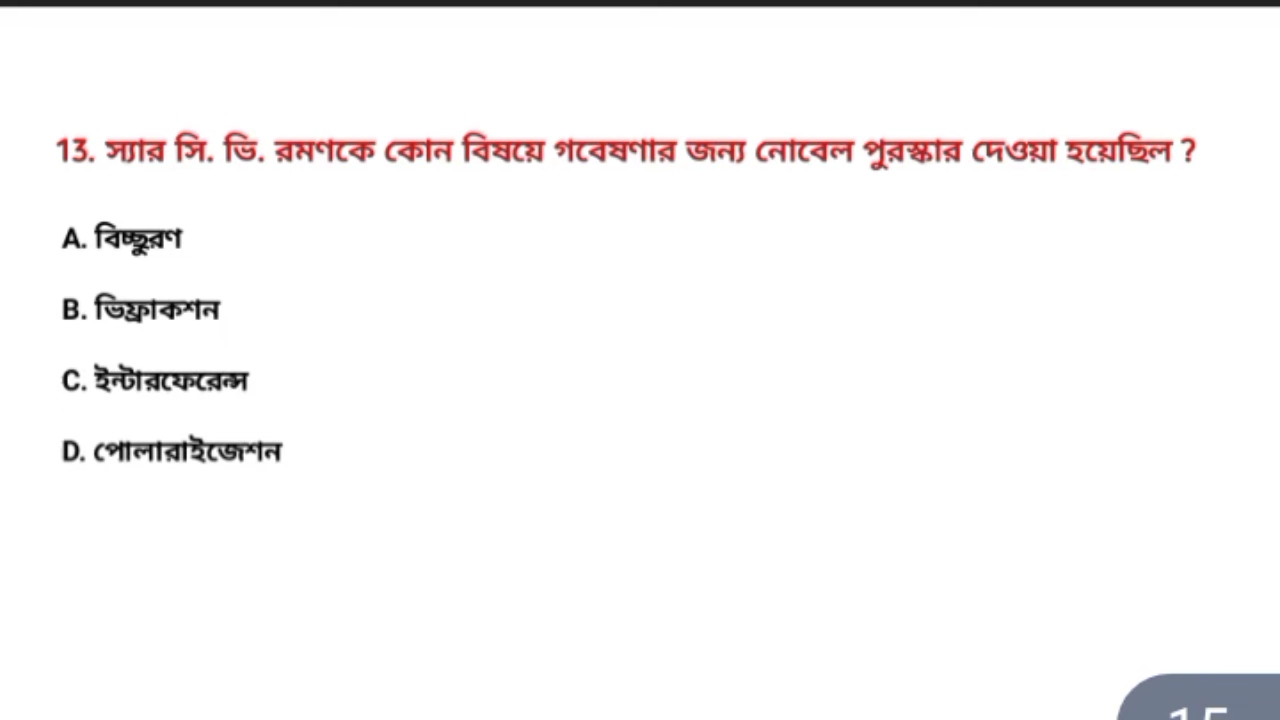 13. স্যার সি. ভি. রমণকে কোন বিষয়ে গবেষণার জন্য নোবেল পুরস্কার দেওয়া হয়েছিল ?
A. বিচ্ছুরণ
B. ভিফ্রাকশন
C. ইন্টারফেরেন্স
D. পোলারাইজেশন